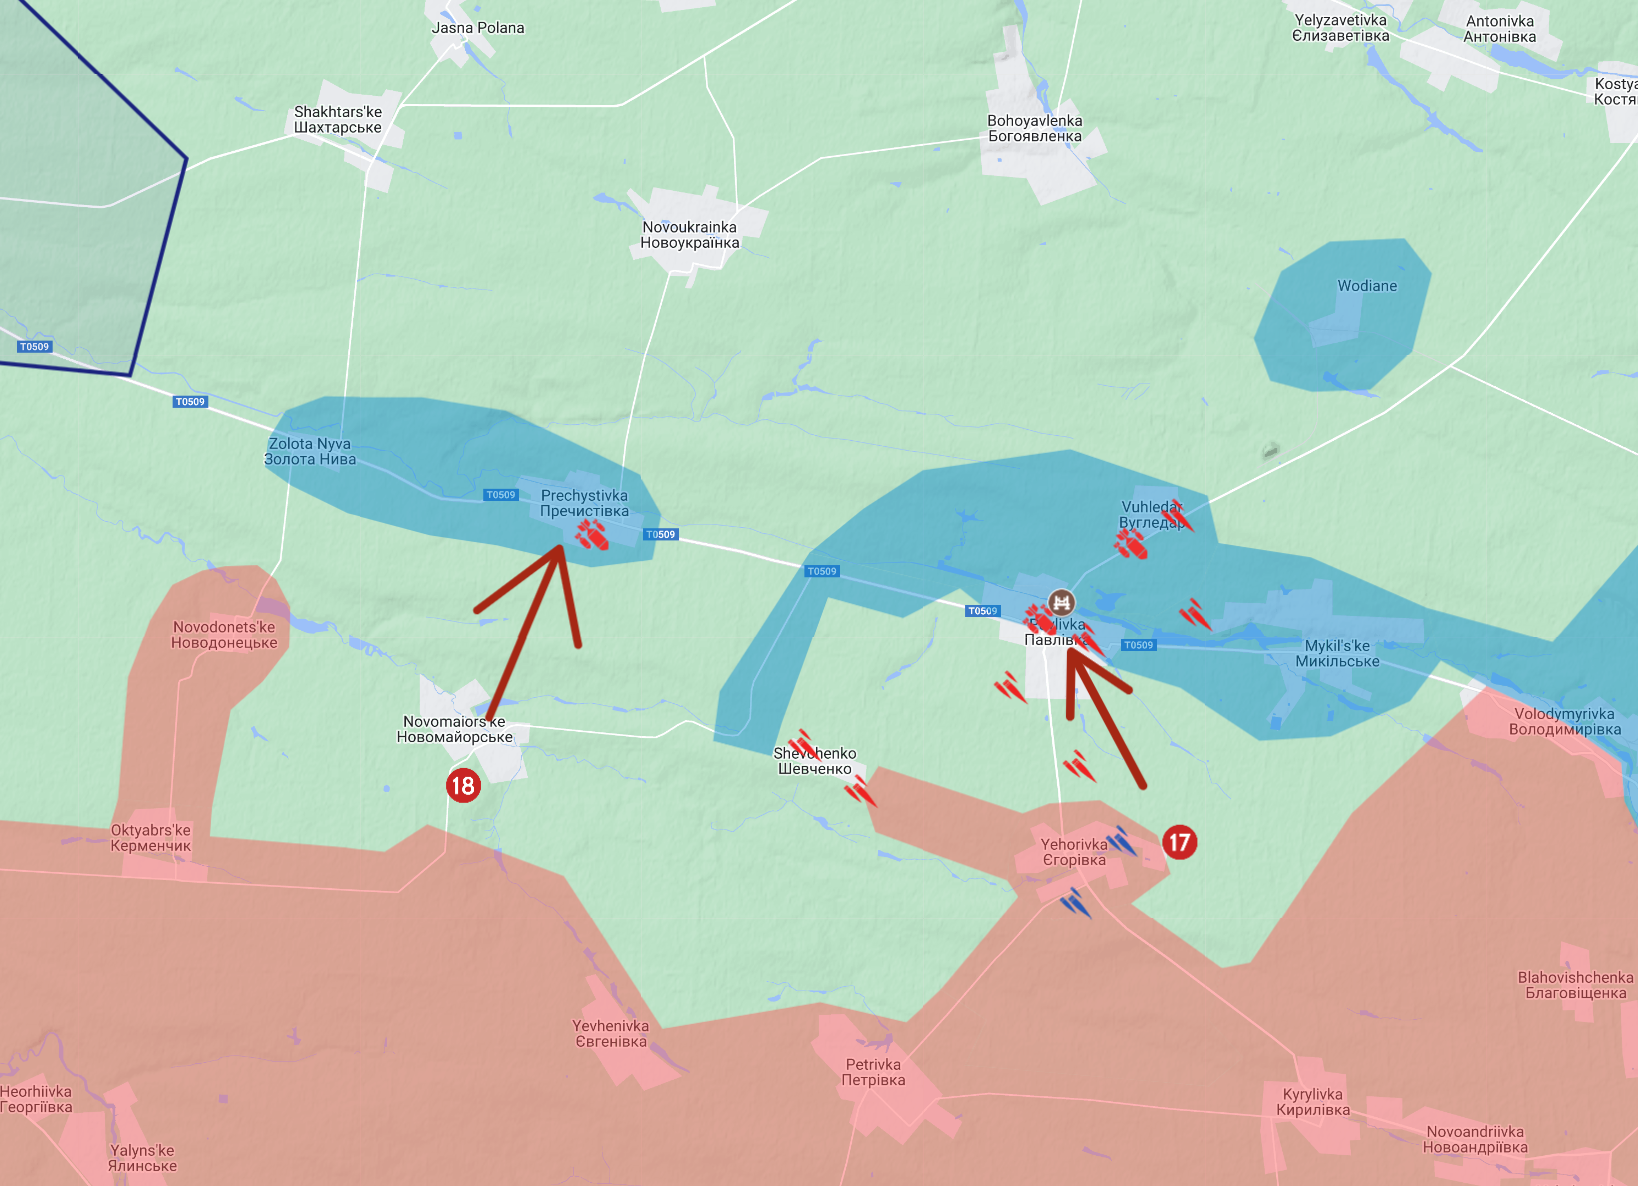 Jasna Polana
Yelyzavetivka
Єлизаветівка
Antonivka
Антонівка
Kostya
Костя
Shakhtars'ke
Шахтарське
Bohoyavlenka
Богоявленка
Novoukrainka
Новоукраїнка
Wodiane
T0509
T0509
Zolota Nyva
Золота Нива
T0509
Prechystivka
Пречистівка
T0509
Vuhledar
Вугледар
T0509
T0509
Павлівка
T0509
Mykil's'ke
Микільське
Novodonets'ke
Новодонецьке
Novomaiors'ke
Новомайорське
Volodymyrivka
Володимирівка
Shevchenko
Шевченко
18
Oktyabrs'ke
Керменчик
Yehorivka
Єгорівка
17
Blahovishchenka
Благовіщенка
Yevhenivka
Євгенівка
Petrivka
Петрівка
Heorhiivka
Георгіївка
Kyrylivka
Кирилівка
Novoandriivka
Новоандріївка
Yalyns'ke
Ялинське